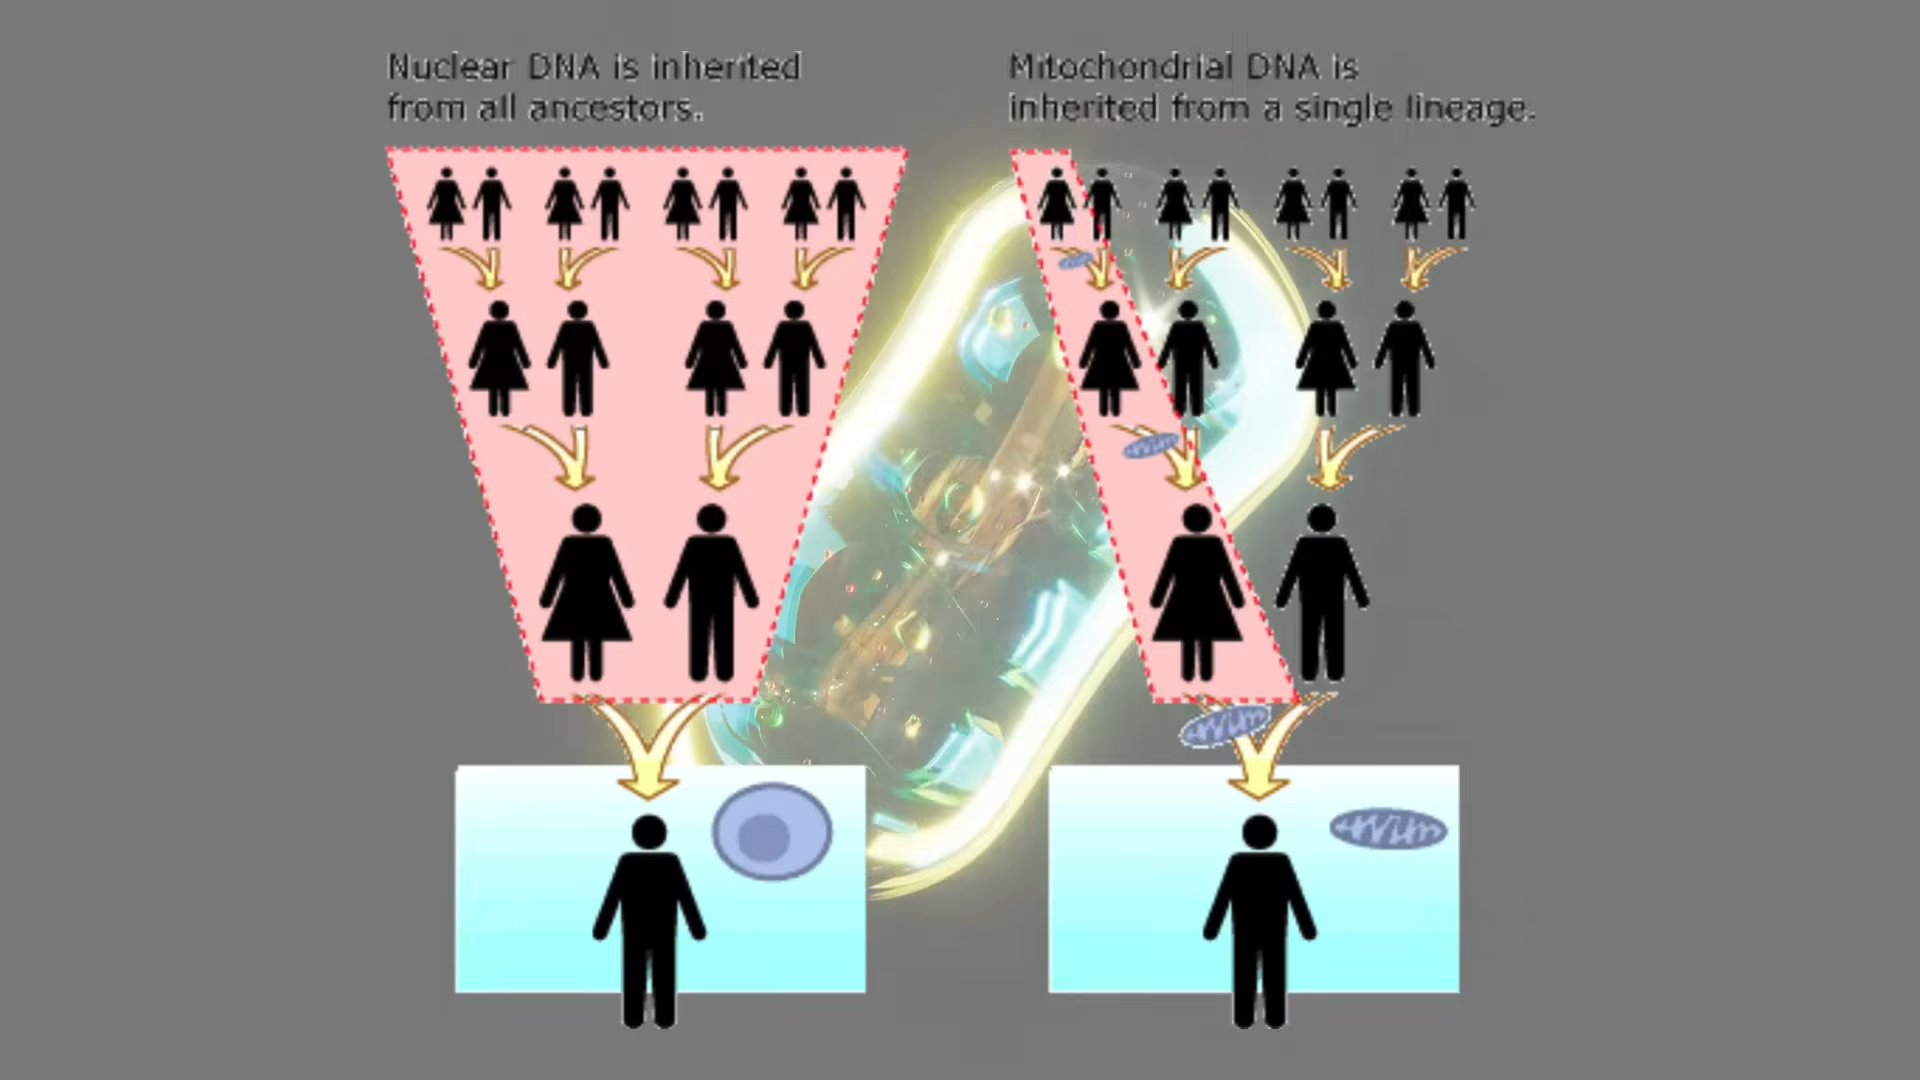 Nuclear DNA is inherited
from all ancestors.
Mitochondrial DNA is
inherited from a single lineage.